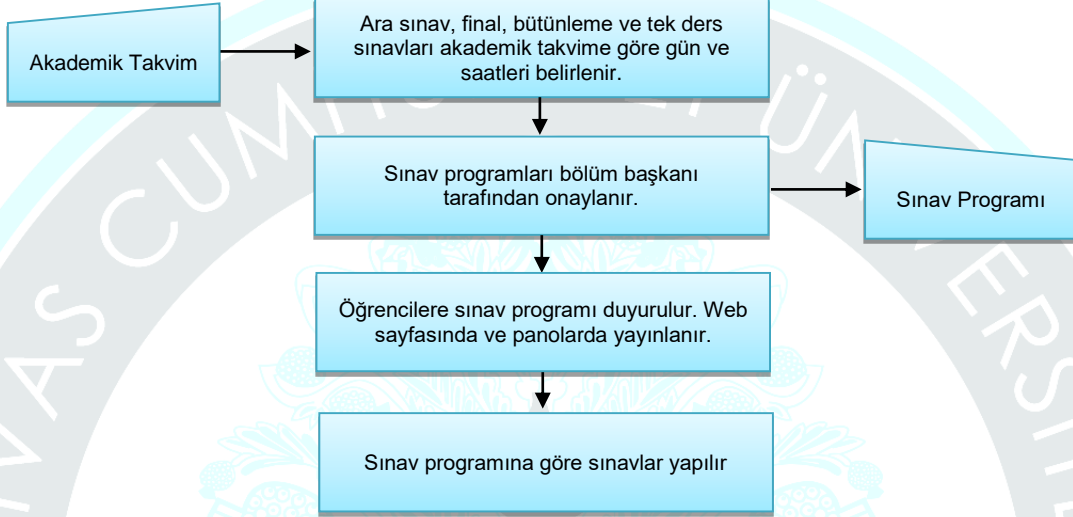 Akademik Takvim
Ara sınav, final, bütünleme ve tek ders
sınavları akademik takvime göre gün ve
saatleri belirlenir.
Sınav programları bölüm başkanı
tarafından onaylanır.
Sınav Programı
Öğrencilere sınav programı duyurulur. Web
sayfasında ve panolarda yayınlanır.
Sınav programına göre sınavlar yapılır